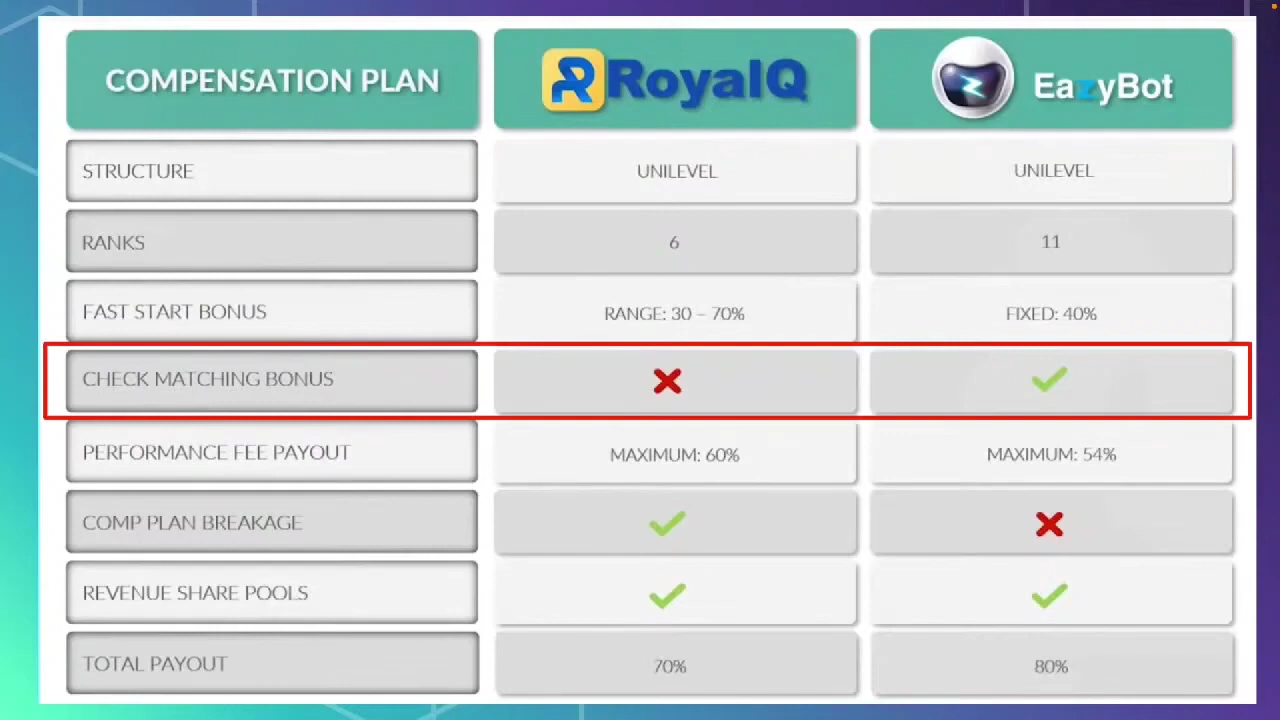 COMPENSATION PLAN RoyalQ EazyBot
STRUCTURE UNILEVEL UNILEVEL
RANKS 6 11
FAST START BONUS RANGE: 30 – 70% FIXED: 40%
CHECK MATCHING BONUS
PERFORMANCE FEE PAYOUT MAXIMUM: 60% MAXIMUM: 54%
COMP PLAN BREAKAGE
REVENUE SHARE POOLS
TOTAL PAYOUT 70% 80%